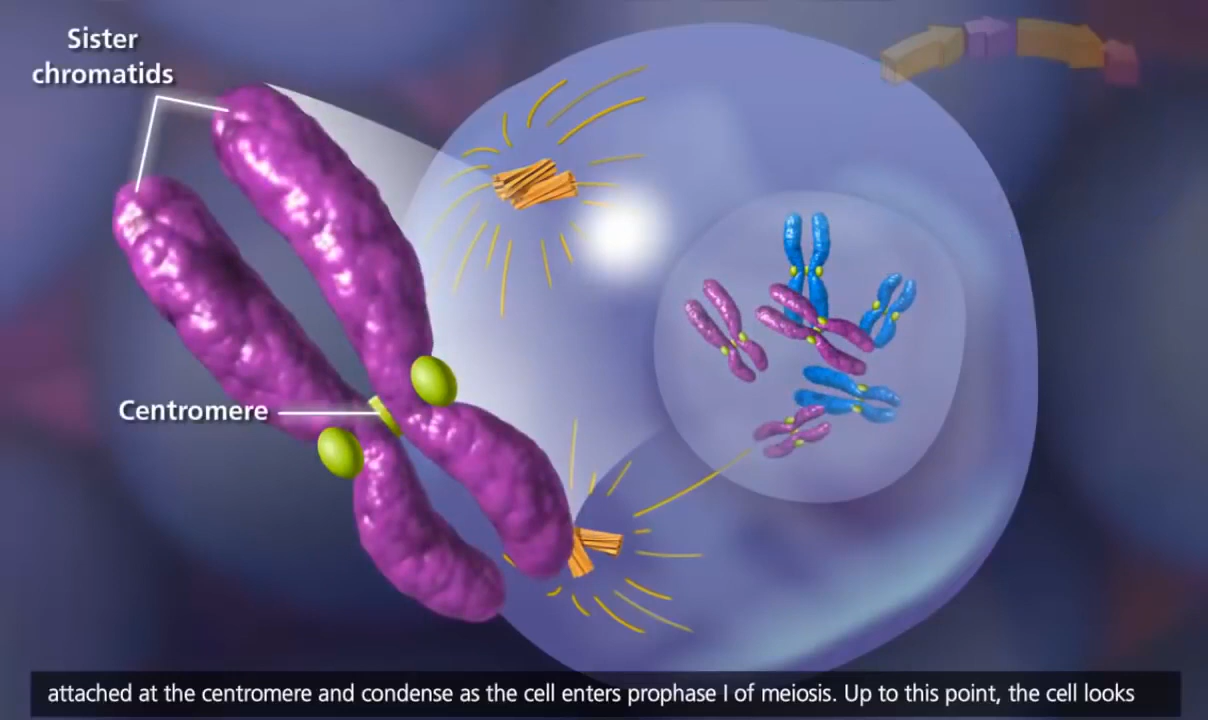 Sister
chromatids
Centromere
attached at the centromere and condense as the cell enters prophase I of meiosis. Up to this point, the cell looks